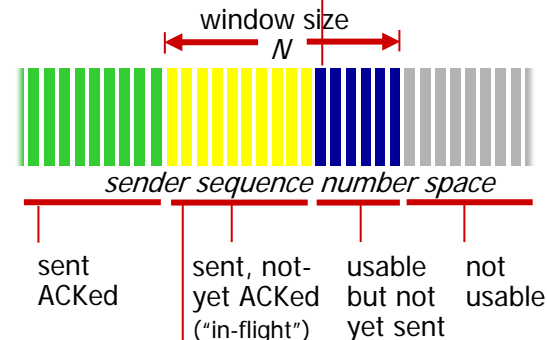 window size
N
sender sequence number space
sent
ACKed
sent, not-
yet ACKed
("in-flight")
usable
but not
yet sent
not
usable